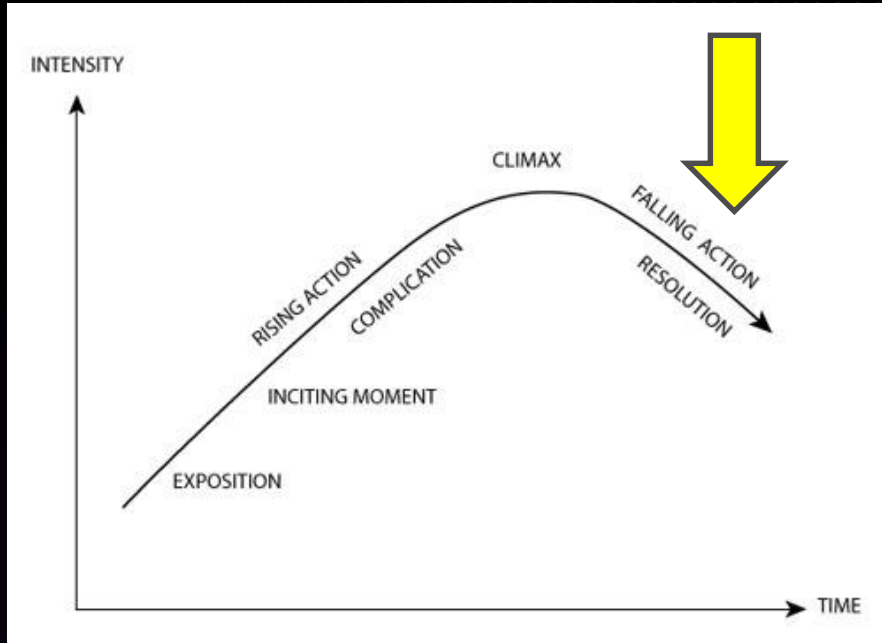 INTENSITY
CLIMAX
FALLING ACTION
RESOLUTION
RISING ACTION
COMPLICATION
INCITING MOMENT
EXPOSITION
TIME